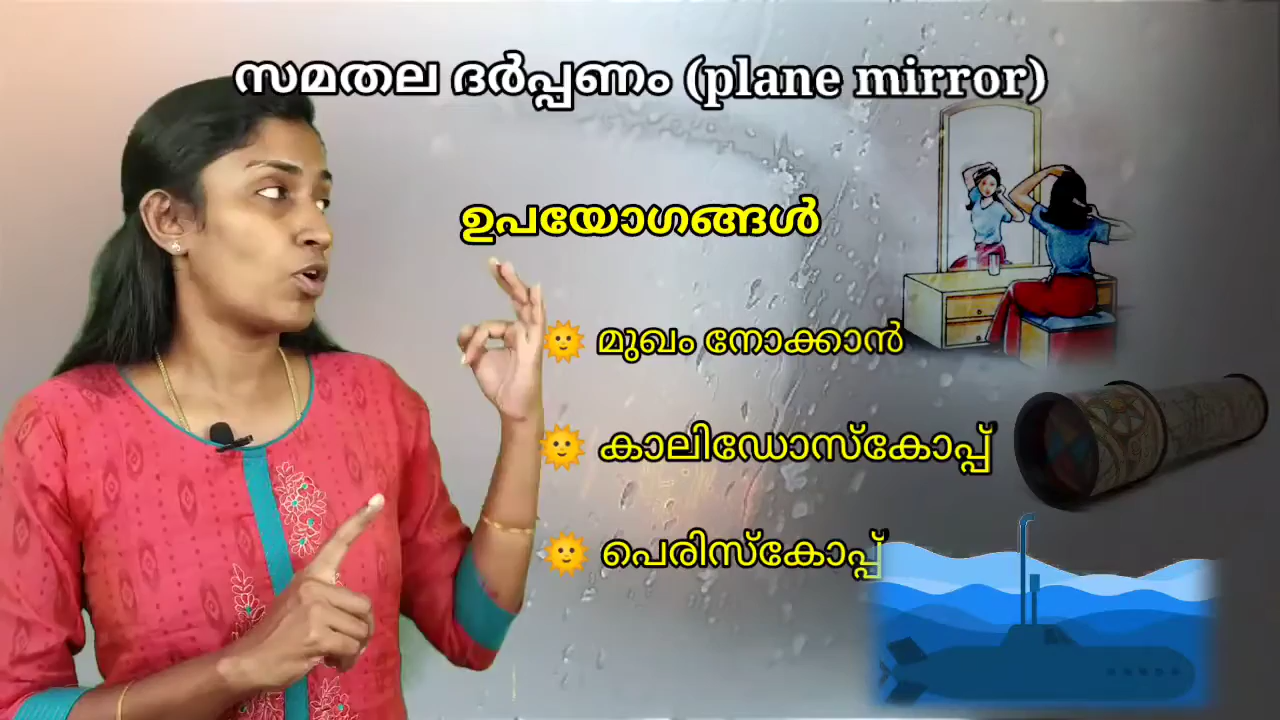 സമതല ദർപ്പണം (plane mirror)
ഉപയോഗങ്ങൾ
🌞 മുഖം നോക്കാൻ
🌞 കാലിഡോസ്കോപ്പ്
🌞 പെരിസ്കോപ്പ്